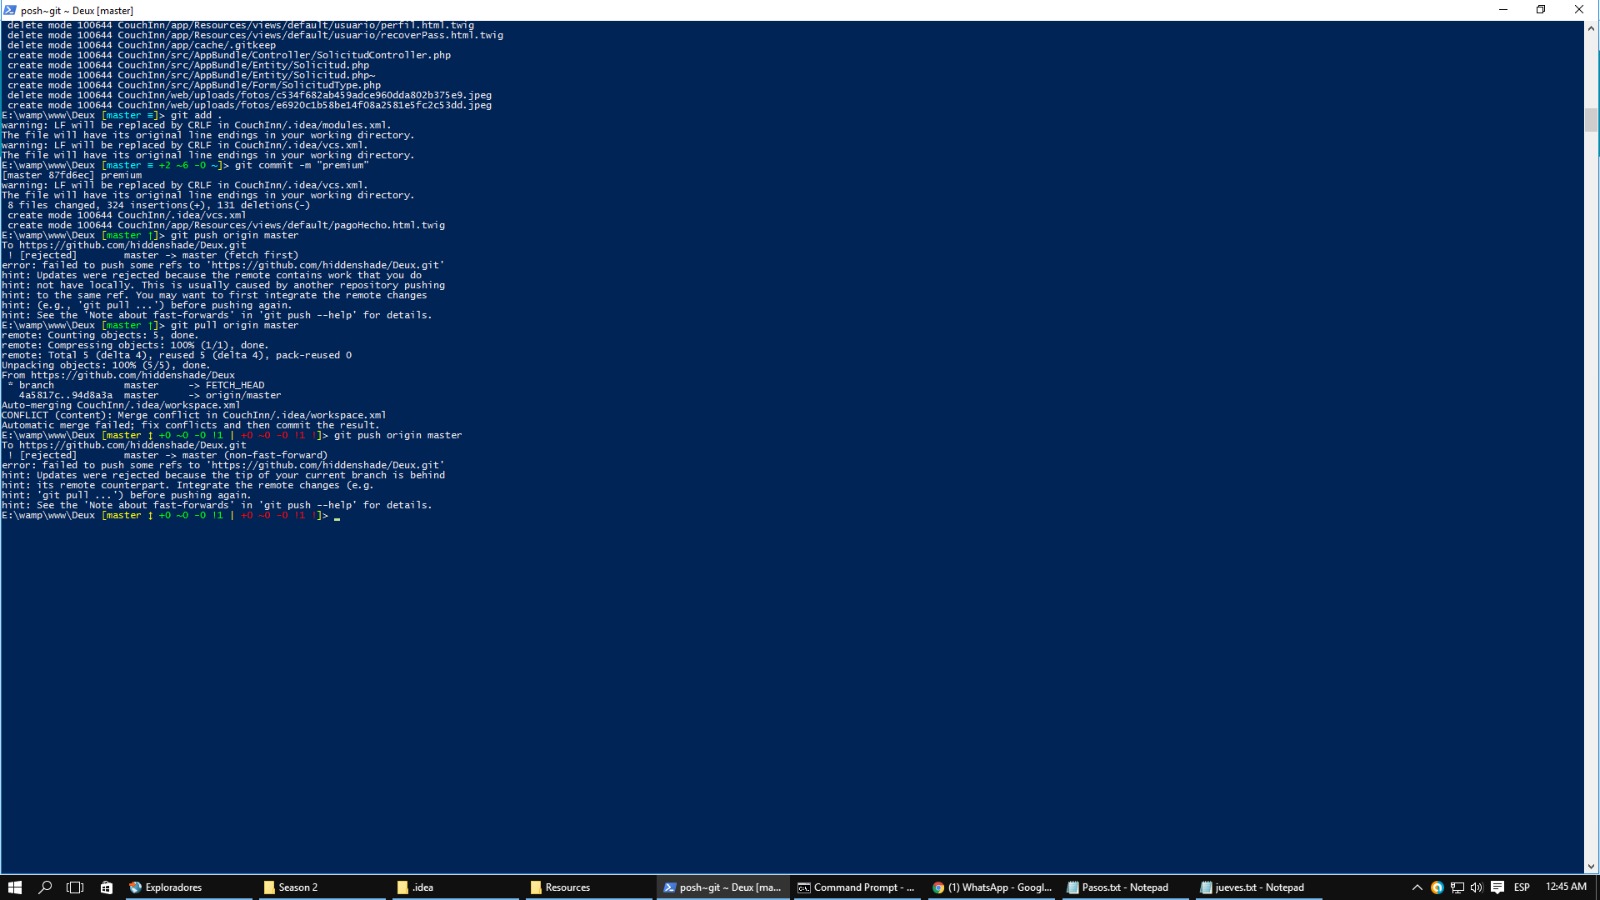 posh~git ~ Deux [master]
delete mode 100644 CouchInn/app/Resources/views/default/usuario/perfil.html.twig
delete mode 100644 CouchInn/app/Resources/views/default/usuario/recoverPass.html.twig
delete mode 100644 CouchInn/app/cache/.gitkeep
create mode 100644 CouchInn/src/AppBundle/Controller/SolicitudController.php
create mode 100644 CouchInn/src/AppBundle/Entity/Solicitud.php
create mode 100644 CouchInn/src/AppBundle/Entity/Solicitud.php~
create mode 100644 CouchInn/src/AppBundle/Form/SolicitudType.php
delete mode 100644 CouchInn/web/uploads/fotos/c534f682ab459adce960dda802b375e9.jpeg
create mode 100644 CouchInn/web/uploads/fotos/e6920c1b58be14f08a2581e5fc2c53dd.jpeg
E:\wamp\www\Deux [master ≡]> git add .
warning: LF will be replaced by CRLF in CouchInn/.idea/modules.xml.
The file will have its original line endings in your working directory.
warning: LF will be replaced by CRLF in CouchInn/.idea/vcs.xml.
The file will have its original line endings in your working directory.
E:\wamp\www\Deux [master ≡ +2 ~6 -0 ~]> git commit -m "premium"
[master 87fd6ec] premium
warning: LF will be replaced by CRLF in CouchInn/.idea/vcs.xml.
The file will have its original line endings in your working directory.
8 files changed, 324 insertions(+), 131 deletions(-)
create mode 100644 CouchInn/.idea/vcs.xml
create mode 100644 CouchInn/app/Resources/views/default/pagoHecho.html.twig
E:\wamp\www\Deux [master ↑]> git push origin master
To https://github.com/hiddenshade/Deux.git
! [rejected]        master -> master (fetch first)
error: failed to push some refs to 'https://github.com/hiddenshade/Deux.git'
hint: Updates were rejected because the remote contains work that you do
hint: not have locally. This is usually caused by another repository pushing
hint: to the same ref. You may want to first integrate the remote changes
hint: (e.g., 'git pull ...') before pushing again.
hint: See the 'Note about fast-forwards' in 'git push --help' for details.
E:\wamp\www\Deux [master ↑]> git pull origin master
remote: Counting objects: 5, done.
remote: Compressing objects: 100% (1/1), done.
remote: Total 5 (delta 4), reused 5 (delta 4), pack-reused 0
Unpacking objects: 100% (5/5), done.
From https://github.com/hiddenshade/Deux
* branch            master     -> FETCH_HEAD
4a5817c..94d8a3a  master     -> origin/master
Auto-merging CouchInn/.idea/workspace.xml
CONFLICT (content): Merge conflict in CouchInn/.idea/workspace.xml
Automatic merge failed; fix conflicts and then commit the result.
E:\wamp\www\Deux [master ↕ +0 ~0 -0 !1 | +0 ~0 -0 !1 !]> git push origin master
To https://github.com/hiddenshade/Deux.git
! [rejected]        master -> master (non-fast-forward)
error: failed to push some refs to 'https://github.com/hiddenshade/Deux.git'
hint: Updates were rejected because the tip of your current branch is behind
hint: its remote counterpart. Integrate the remote changes (e.g.
hint: 'git pull ...') before pushing again.
hint: See the 'Note about fast-forwards' in 'git push --help' for details.
E:\wamp\www\Deux [master ↕ +0 ~0 -0 !1 | +0 ~0 -0 !1 !]>
Exploradores
Season 2
.idea
Resources
posh~git ~ Deux [ma...
Command Prompt - ...
(1) WhatsApp - Googl...
Pasos.txt - Notepad
jueves.txt - Notepad
ESP
12:45 AM